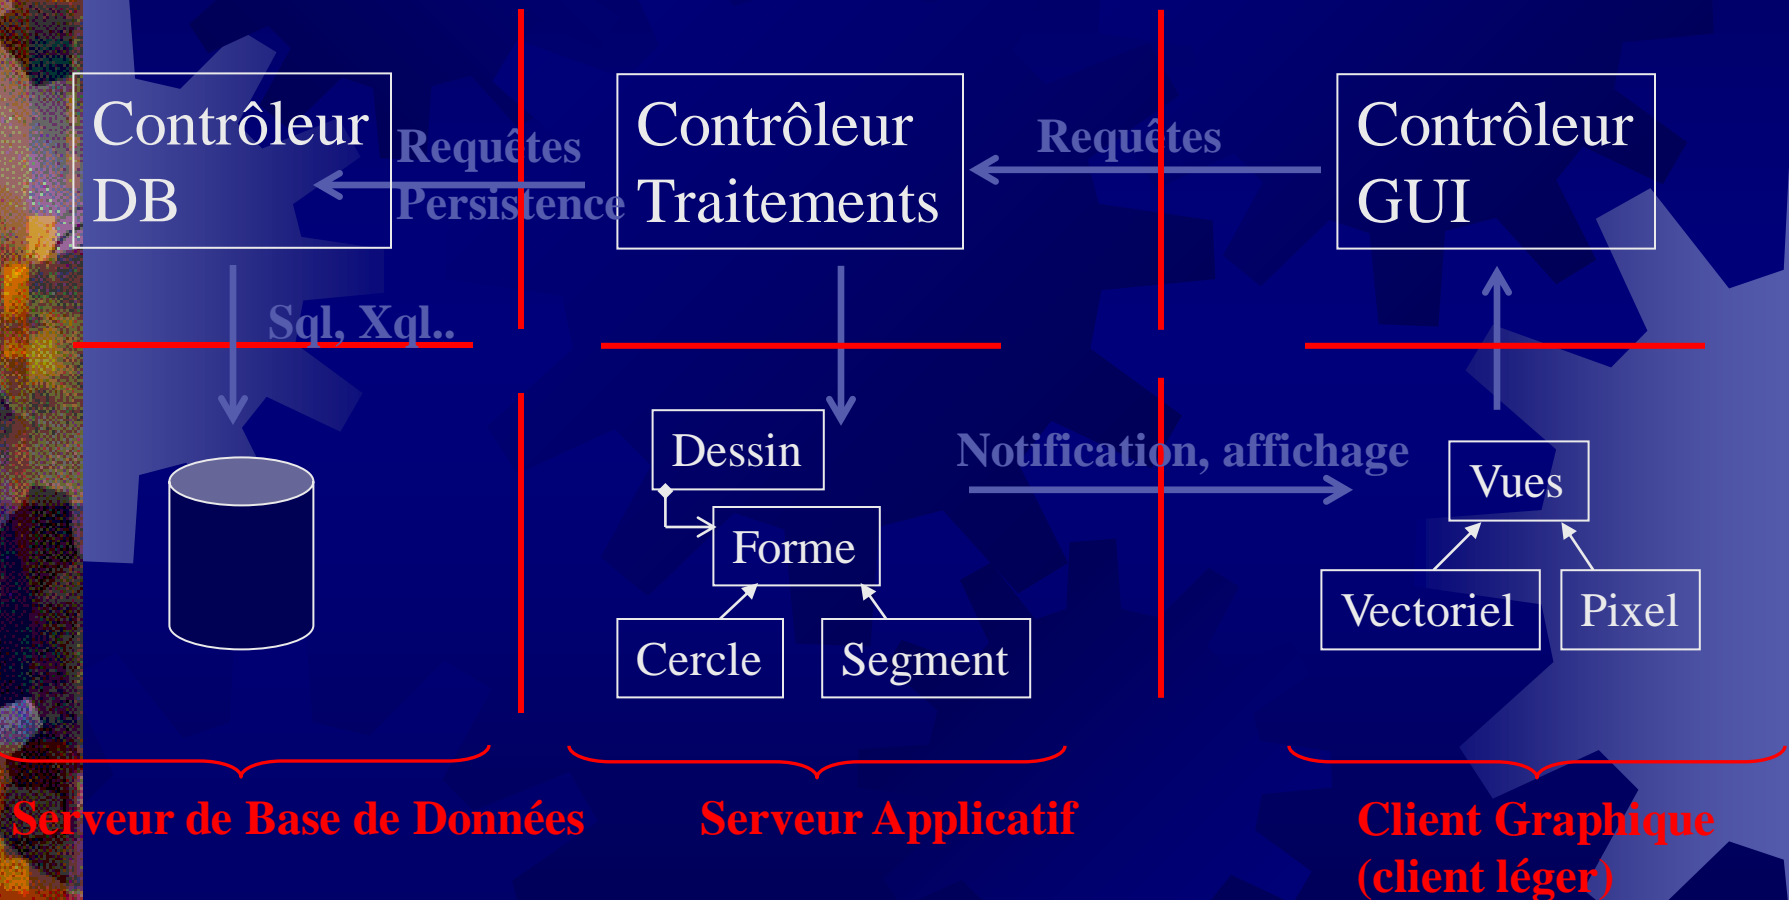 Contrôleur
DB
Requêtes
Persistence
Contrôleur
Traitements
Requêtes
Contrôleur
GUI
Sql, Xql..
Dessin
Forme
Cercle
Segment
Notification, affichage
Vues
Vectoriel
Pixel
Serveur de Base de Données
Serveur Applicatif
Client Graphique
(client léger)